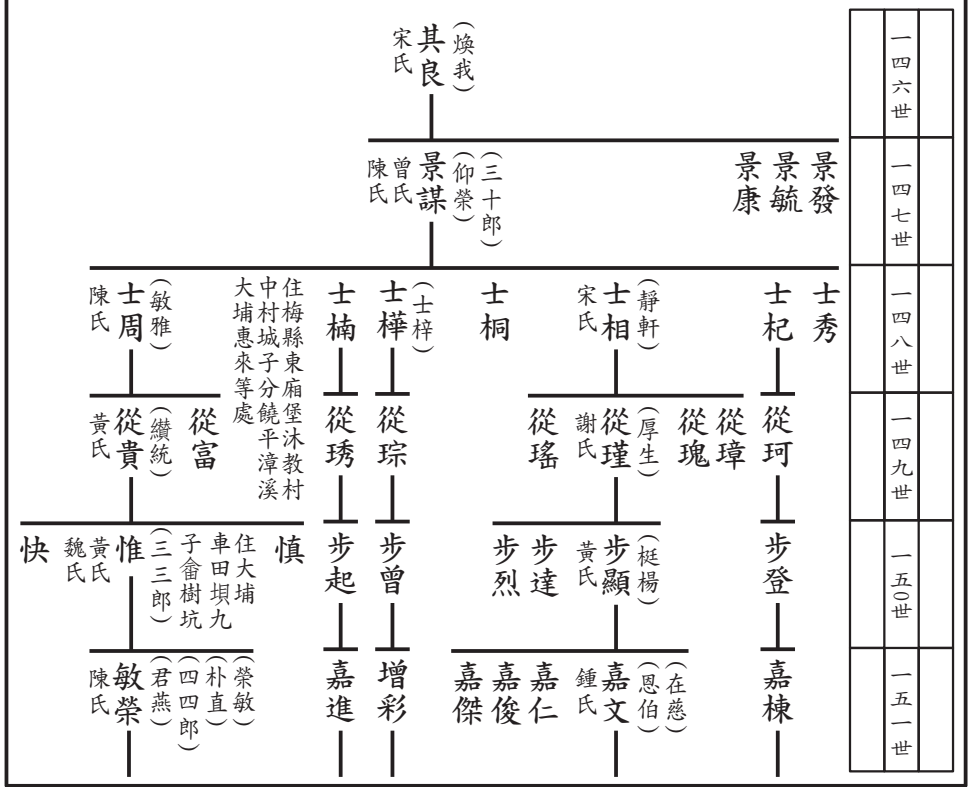 一四六世
其良
(煥我)
宋氏
一四七世
景發
景毓
景康
景謀
(三十郎)
(仰榮)
曾氏
陳氏
一四八世
士秀
士杞
士相
(靜軒)
宋氏
士桐
士樺
(士梓)
士楠
住梅縣東廂堡沐教村
中村城子分饒平漳溪
大埔惠來等處
士周
(敏雅)
陳氏
一四九世
從珂
從璋
從瑰
從瑾
(厚生)
謝氏
從瑤
從琮
從琇
從富
從貴
(纘統)
黃氏
一五〇世
步登
步顯
(梃楊)
黃氏
步達
步烈
步曾
步起
慎
住大埔
車田垻九
子畲樹坑
(三三郎)
惟
黃氏
魏氏
快
一五一世
嘉棟
(在慈)
(恩伯)
嘉文
鍾氏
嘉仁
嘉俊
嘉傑
增彩
嘉進
(榮敏)
(朴直)
(四四郎)
(君燕)
敏榮
陳氏